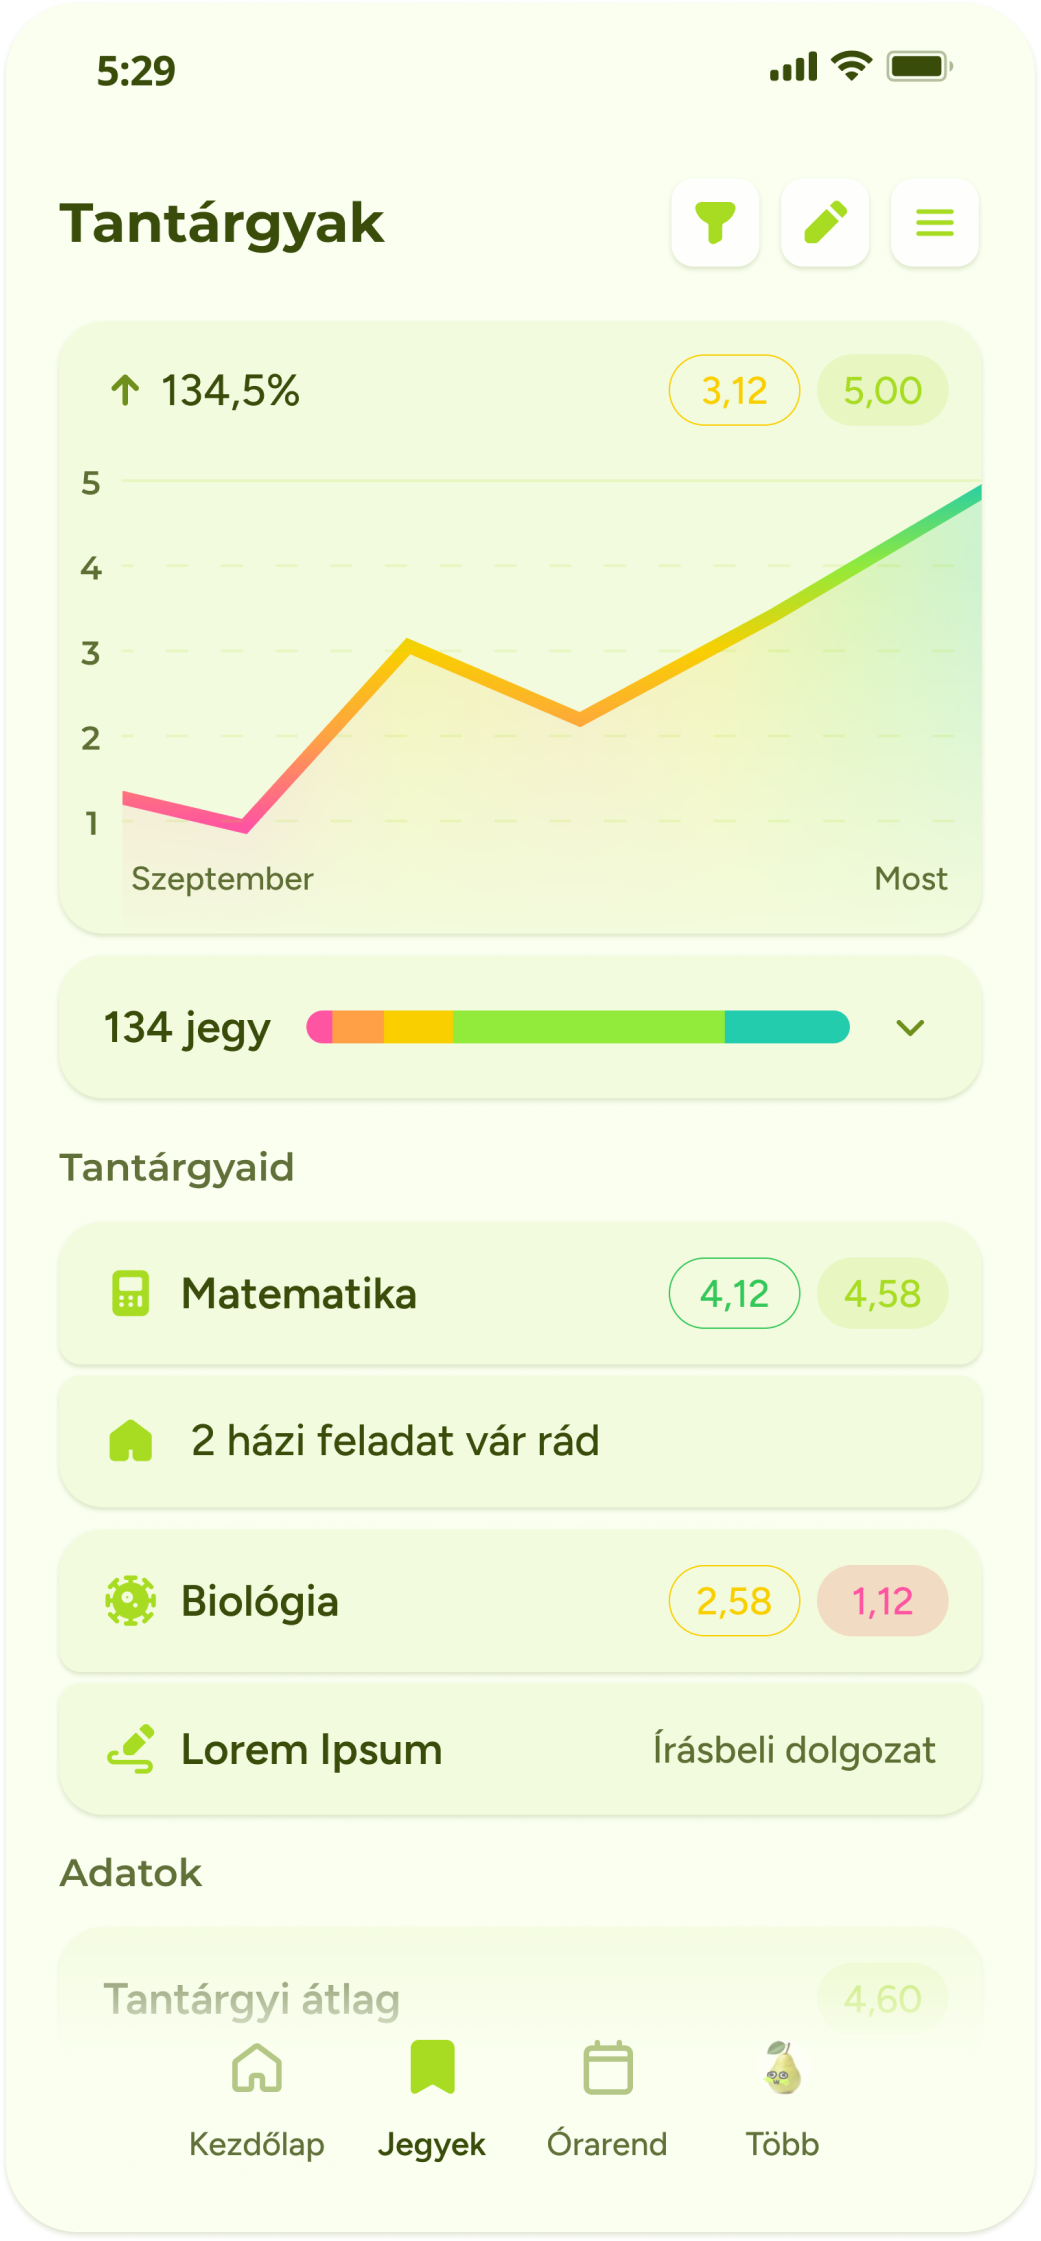 5:29
Tantárgyak
134,5% 3,12 5,00
5
4
3
2
1
Szeptember Most
134 jegy
Tantárgyaid
Matematika 4,12 4,58
2 házi feladat vár rád
Biológia 2,58 1,12
Lorem Ipsum Írásbeli dolgozat
Adatok
Tantárgyi átlag 4,60
Kezdőlap Jegyek Órarend Több